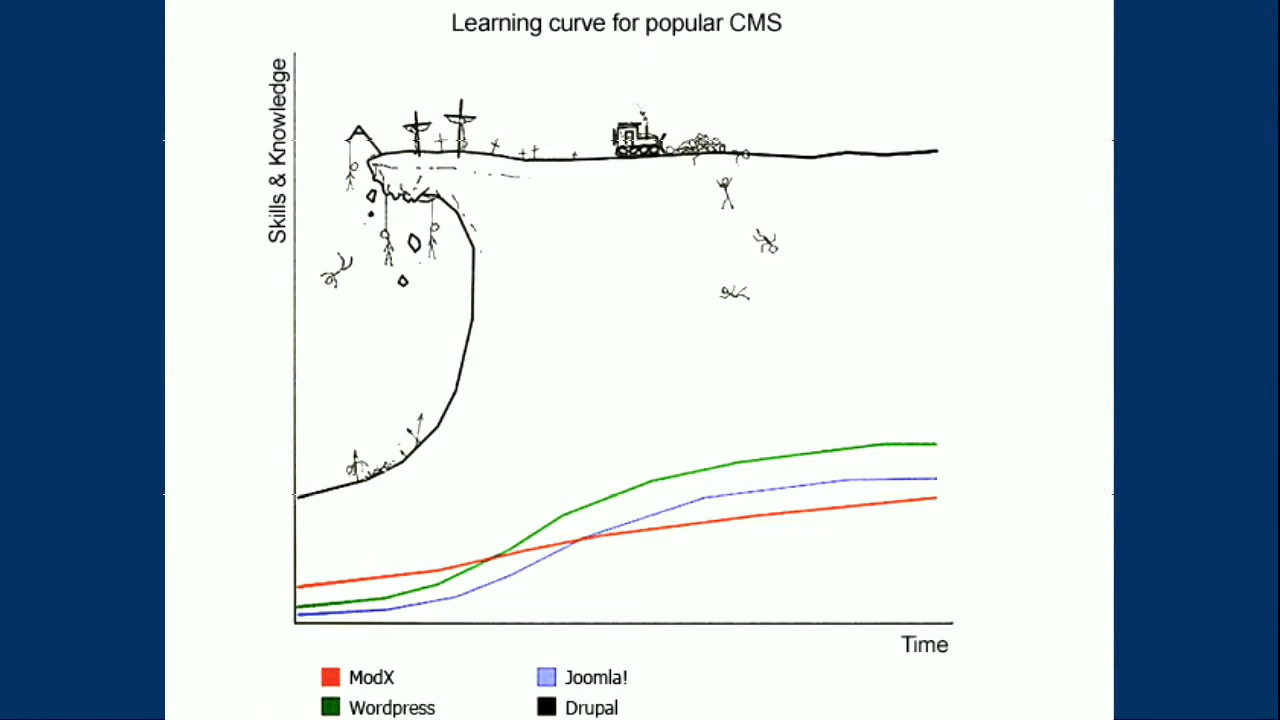 Learning curve for popular CMS
Skills & Knowledge
Time
ModX
Joomla!
Wordpress
Drupal